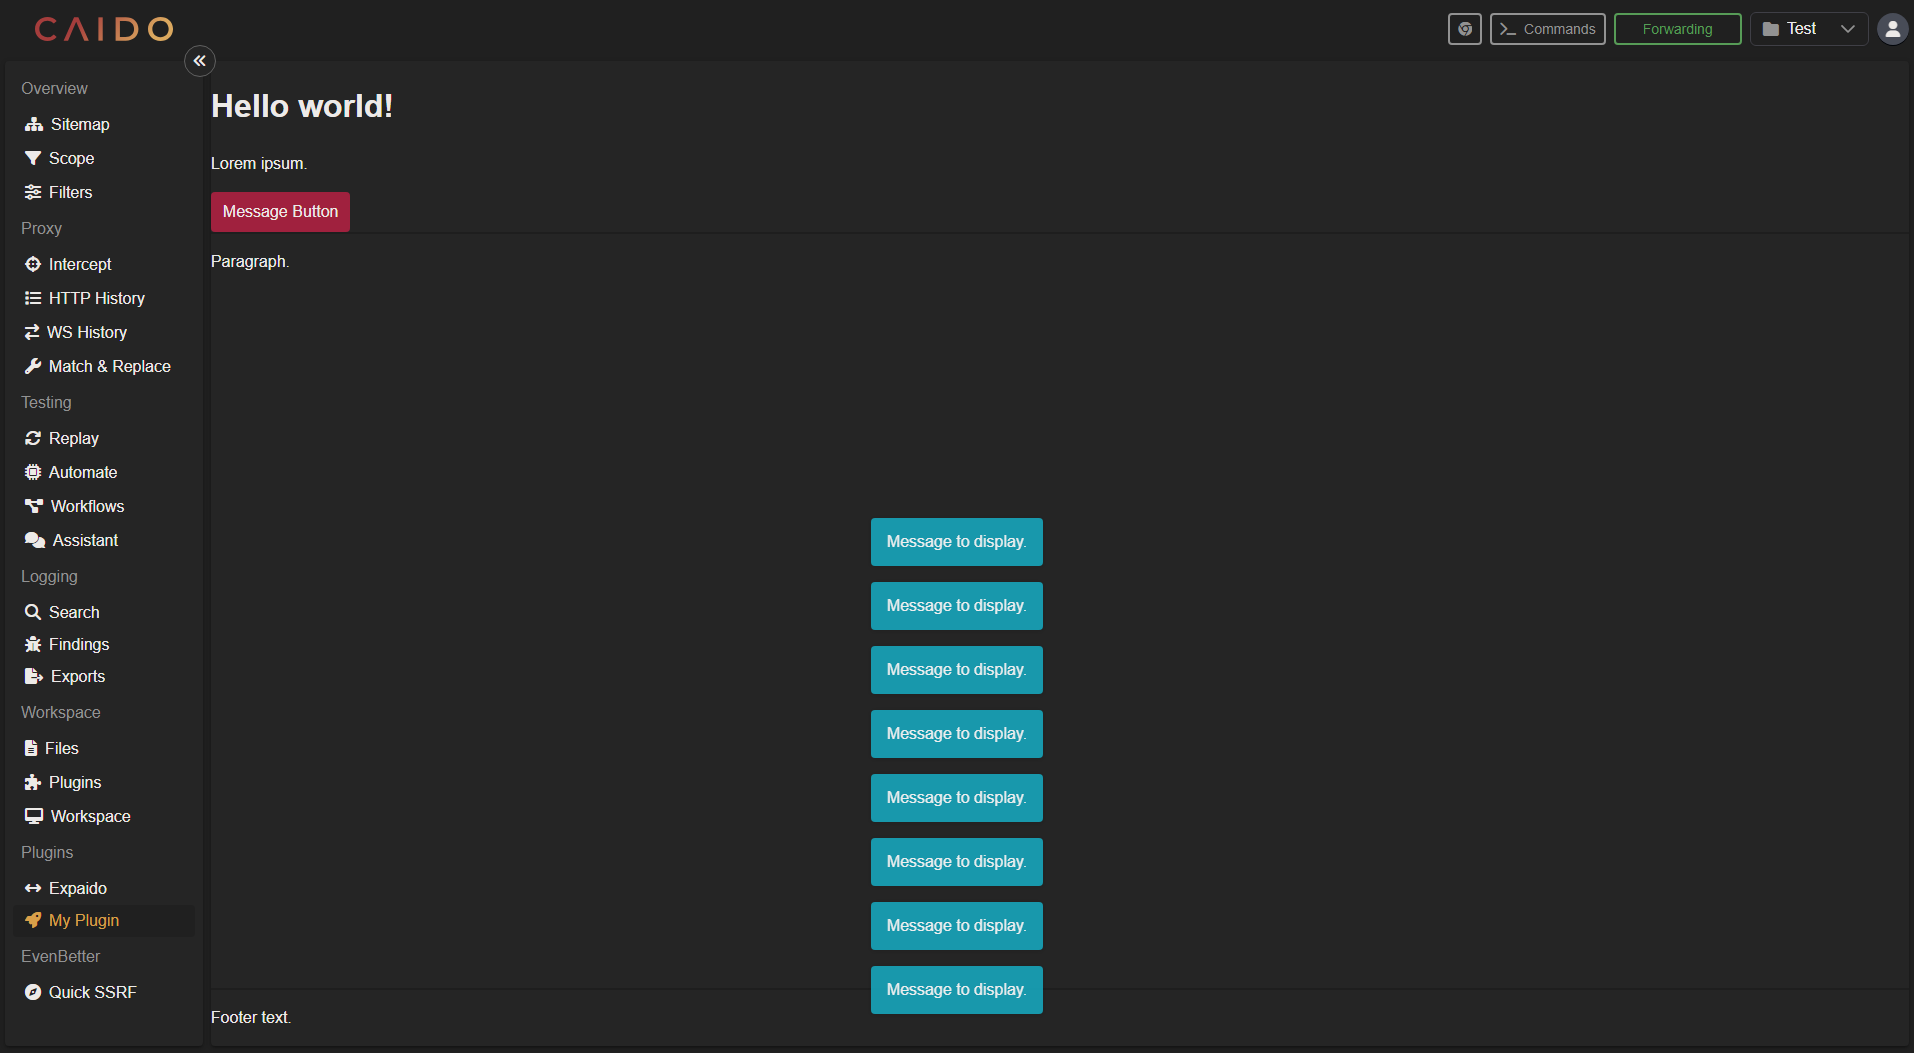 CAIDO
Commands
Forwarding
Test
Overview
Sitemap
Scope
Filters
Proxy
Intercept
HTTP History
WS History
Match & Replace
Testing
Replay
Automate
Workflows
Assistant
Logging
Search
Findings
Exports
Workspace
Files
Plugins
Workspace
Plugins
Expaido
My Plugin
EvenBetter
Quick SSRF
Hello world!
Lorem ipsum.
Message Button
Paragraph.
Message to display.
Message to display.
Message to display.
Message to display.
Message to display.
Message to display.
Message to display.
Message to display.
Footer text.